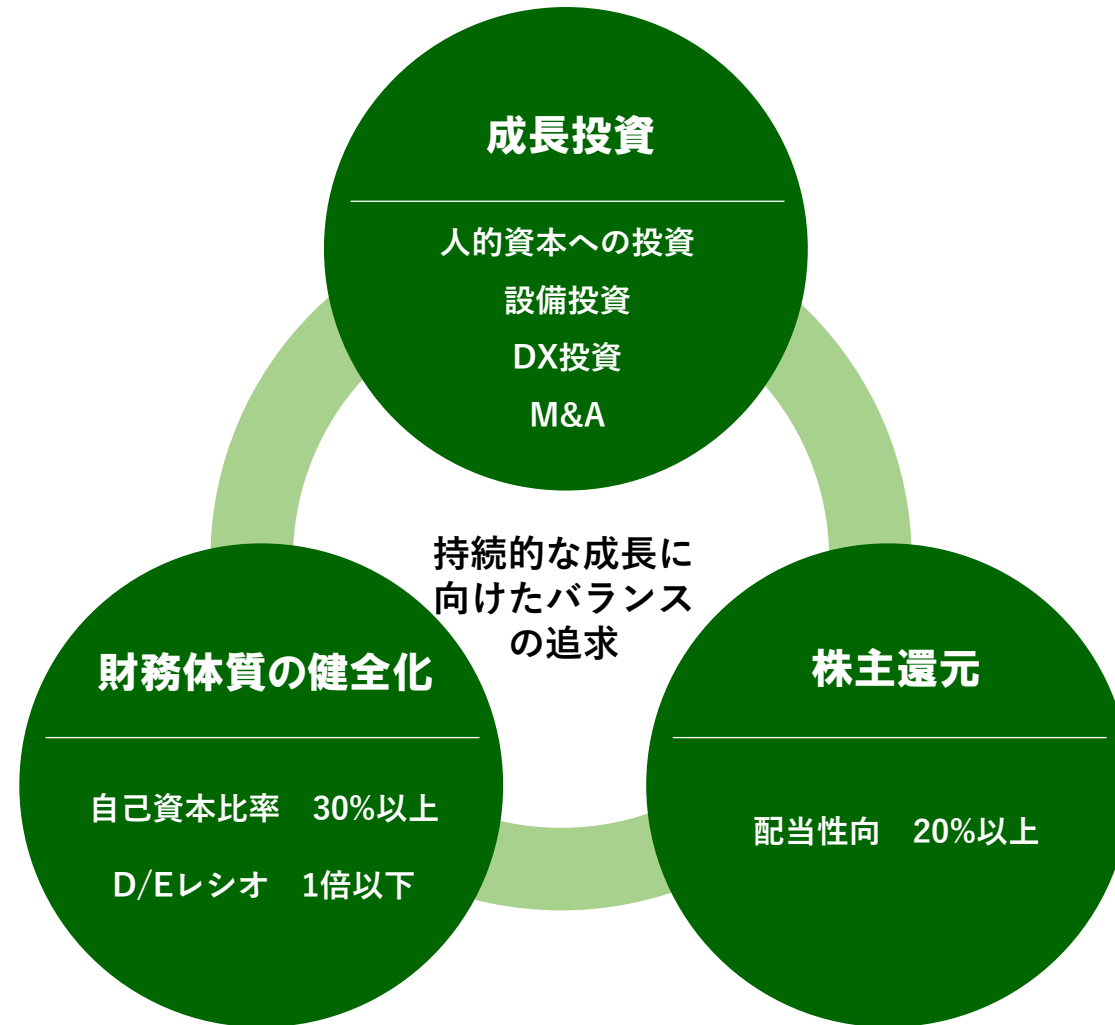 成長投資
人的資本への投資
設備投資
DX投資
M&A
持続的な成長に
向けたバランス
の追求
財務体質の健全化
自己資本比率　30%以上
D/Eレシオ　1倍以下
株主還元
配当性向　20%以上